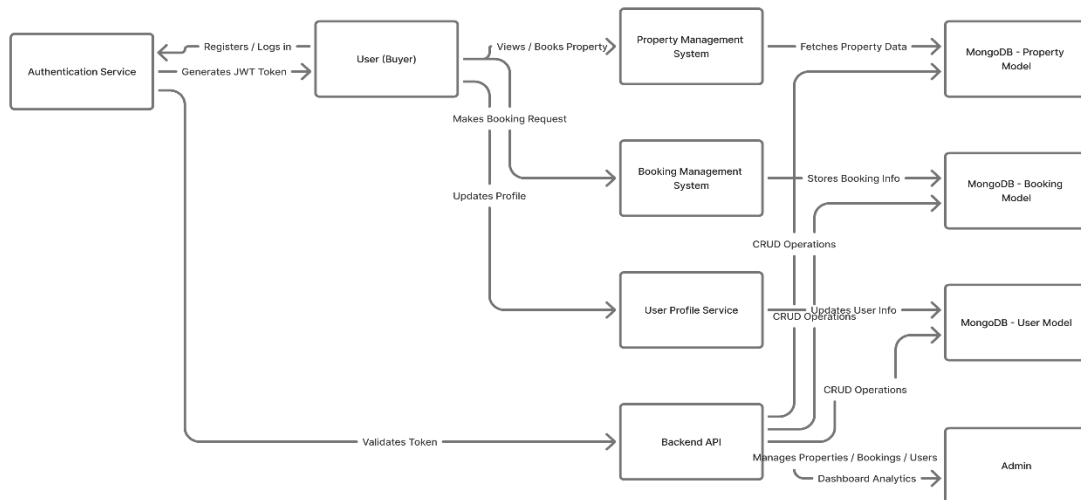 Registers / Logs in
Authentication Service
Generates JWT Token
User (Buyer)
Views / Books Property
Property Management
System
Fetches Property Data
MongoDB - Property
Model
Makes Booking Request
Booking Management
System
Stores Booking Info
MongoDB - Booking
Model
Updates Profile
CRUD Operations
User Profile Service
CRUD Operations
Updates User Info
MongoDB - User Model
CRUD Operations
Validates Token
Backend API
Manages Properties / Bookings / Users
Dashboard Analytics
Admin